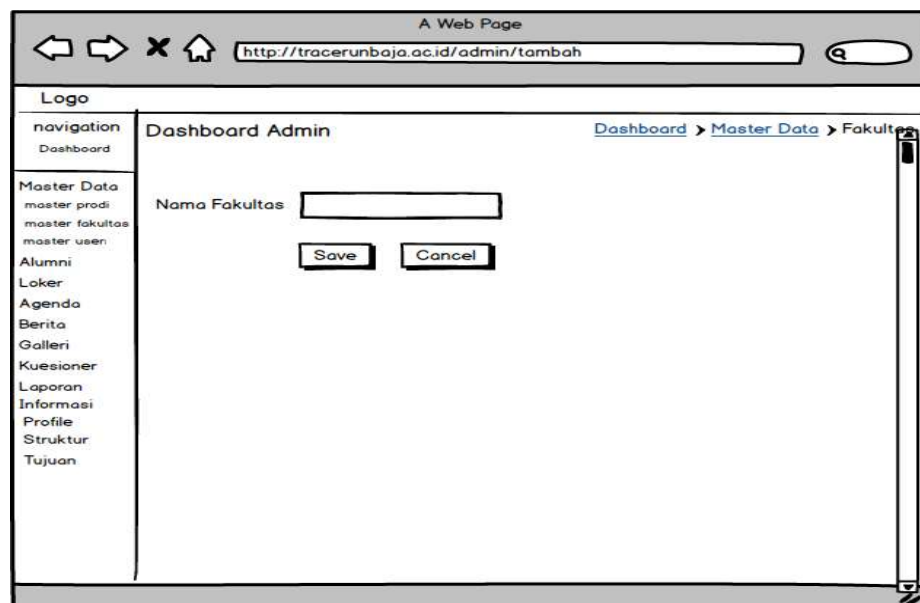 A Web Page
http://tracerunbaja.ac.id/admin/tambah
Logo
navigation
Dashboard
Master Data
master prodi
master fakultas
master user
Alumni
Loker
Agenda
Berita
Galleri
Kuesioner
Laporan
Informasi
Profile
Struktur
Tujuan
Dashboard Admin
Dashboard > Master Data > Fakultas
Nama Fakultas
Save Cancel